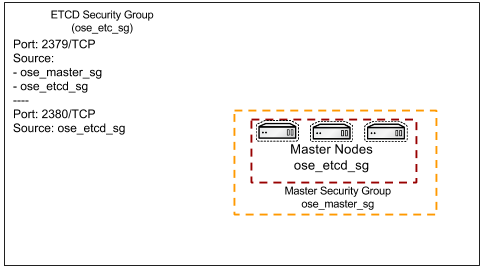 ETCD Security Group
(ose_etc_sg)
Port: 2379/TCP
Source:
- ose_master_sg
- ose_etcd_sg
----
Port: 2380/TCP
Source: ose_etcd_sg
Master Nodes
ose_etcd_sg
Master Security Group
ose_master_sg